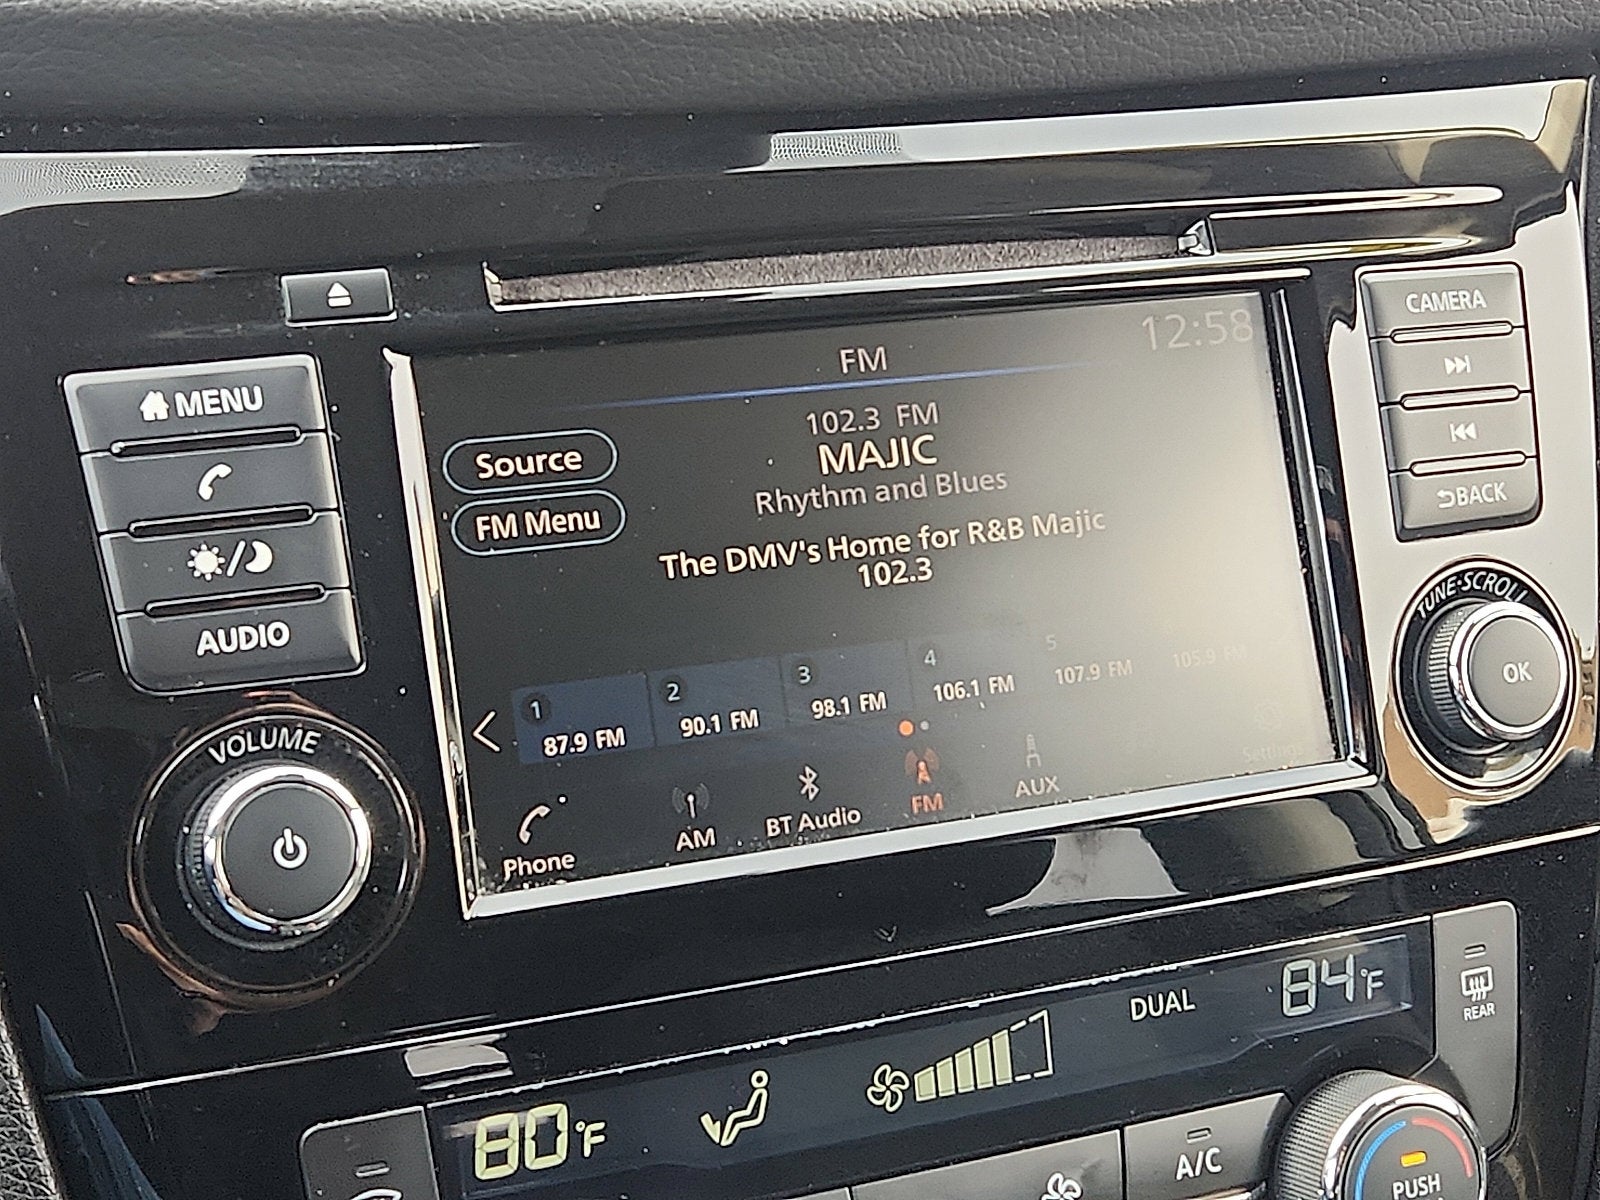 CAMERA
12:58
FM
MENU
102.3 FM
MAJIC
Rhythm and Blues
Source
FM Menu
BACK
The DMV's Home for R&B Majic
102.3
AUDIO
TUNE·SCROLL
OK
1
87.9 FM
2
90.1 FM
3
98.1 FM
4
106.1 FM
5
107.9 FM
105.9 FM
VOLUME
Phone
AM
BT Audio
FM
AUX
Settings
80°F
DUAL
84°F
REAR
A/C
PUSH